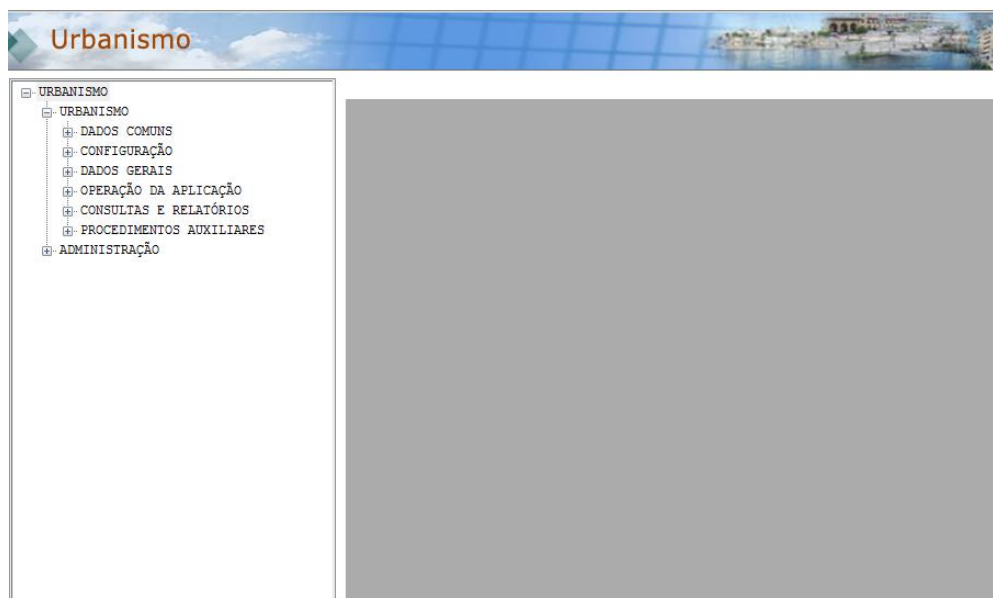 Urbanismo
URBANISMO
URBANISMO
DADOS COMUNS
CONFIGURAÇÃO
DADOS GERAIS
OPERAÇÃO DA APLICAÇÃO
CONSULTAS E RELATÓRIOS
PROCEDIMENTOS AUXILIARES
ADMINISTRAÇÃO